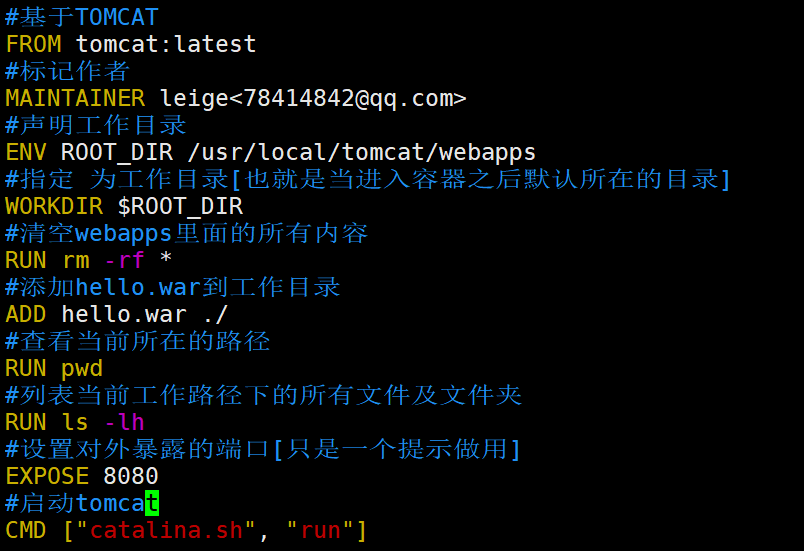 #基于TOMCAT
FROM tomcat:latest
#标记作者
MAINTAINER leige<78414842@qq.com>
#声明工作目录
ENV ROOT_DIR /usr/local/tomcat/webapps
#指定 为工作目录[也就是当进入容器之后默认所在的目录]
WORKDIR $ROOT_DIR
#清空webapps里面的所有内容
RUN rm -rf *
#添加hello.war到工作目录
ADD hello.war ./
#查看当前所在的路径
RUN pwd
#列表当前工作路径下的所有文件及文件夹
RUN ls -lh
#设置对外暴露的端口[只是一个提示做用]
EXPOSE 8080
#启动tomcat
CMD ["catalina.sh", "run"]